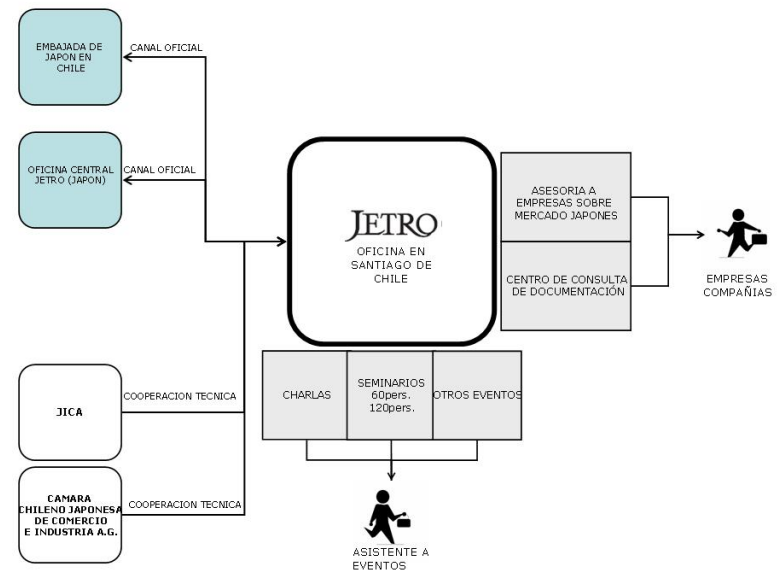 EMBAJADA DE
JAPON EN
CHILE
CANAL OFICIAL
OFICINA CENTRAL
JETRO (JAPON)
CANAL OFICIAL
JETRO
OFICINA EN
SANTIAGO DE
CHILE
ASESORIA A
EMPRESAS SOBRE
MERCADO JAPONES
CENTRO DE CONSULTA
DE DOCUMENTACIÓN
EMPRESAS
COMPAÑIAS
CHARLAS
SEMINARIOS
60pers.
120pers.
OTROS EVENTOS
JICA
COOPERACION TECNICA
CAMARA
CHILENO JAPONESA
DE COMERCIO
E INDUSTRIA A.G.
COOPERACION TECNICA
ASISTENTE A
EVENTOS